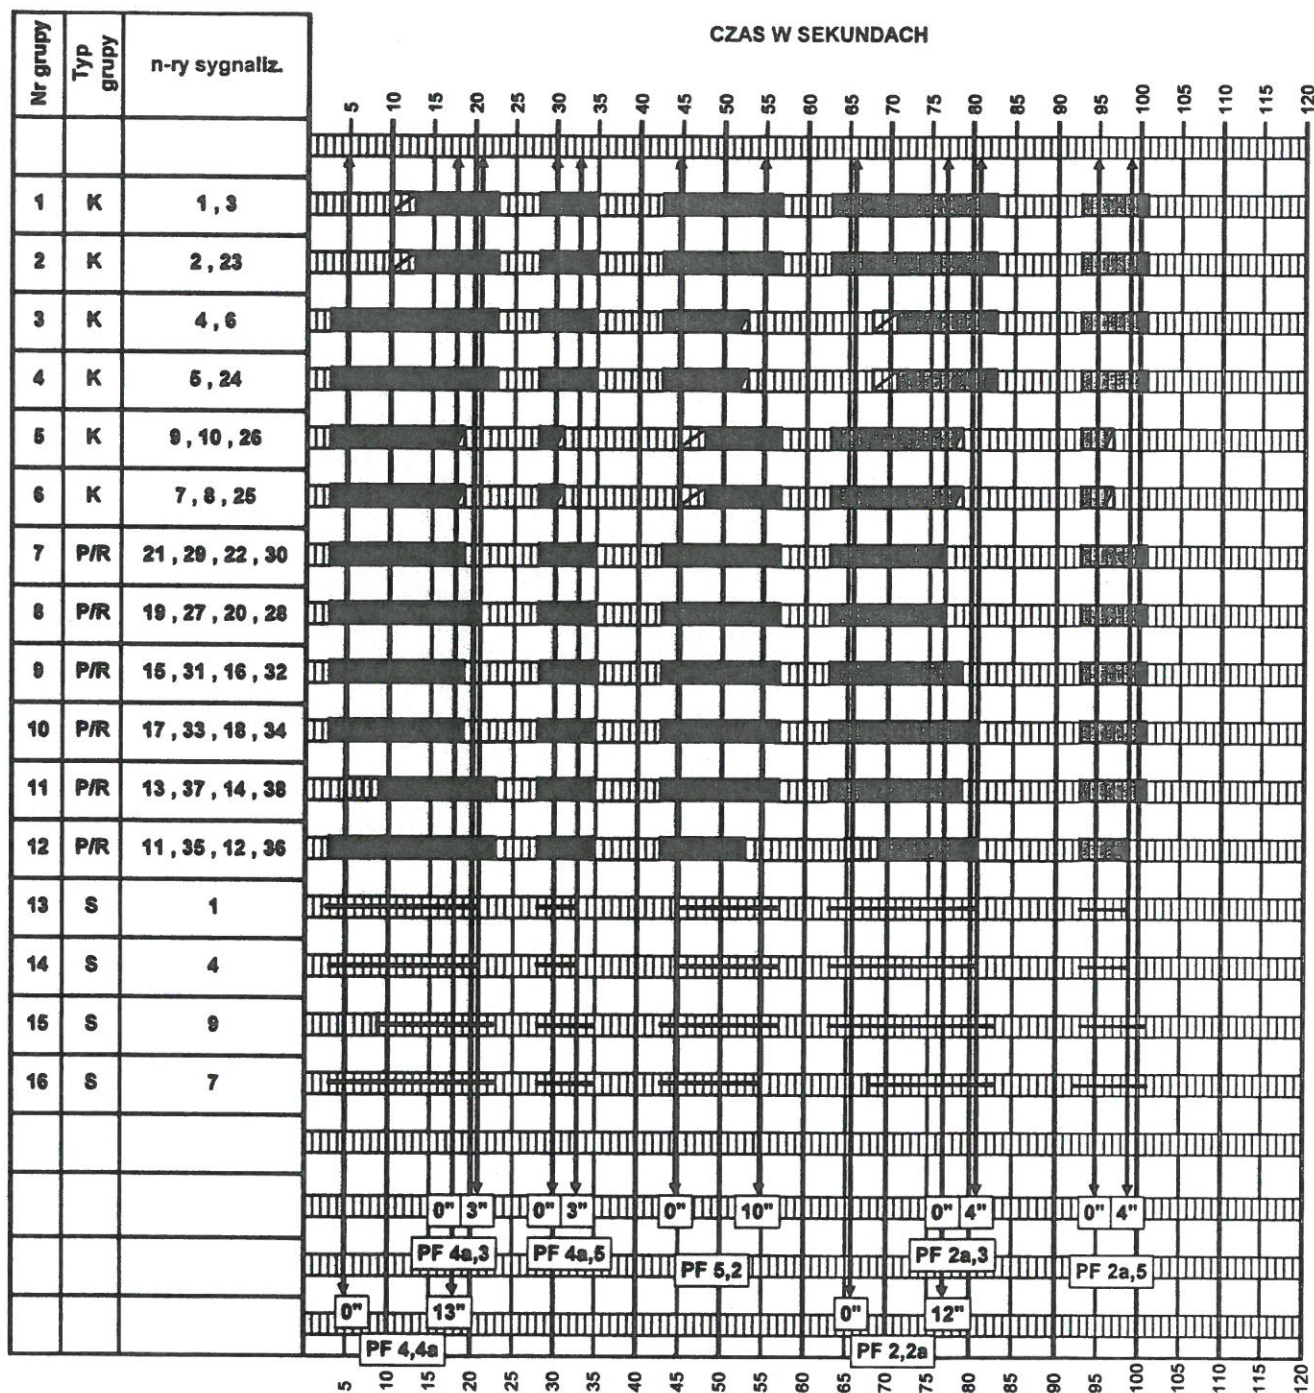 CZAS W SEKUNDACH
Nr grupy Typ grupy n-ry sygnaliz.
5 10 15 20 25 30 35 40 45 50 55 60 65 70 75 80 85 90 95 100 105 110 115 120
1 K 1 , 3
2 K 2 , 23
3 K 4 , 6
4 K 5 , 24
5 K 9 , 10 , 26
6 K 7 , 8 , 25
7 P/R 21 , 29 , 22 , 30
8 P/R 19 , 27 , 20 , 28
9 P/R 15 , 31 , 16 , 32
10 P/R 17 , 33 , 18 , 34
11 P/R 13 , 37 , 14 , 38
12 P/R 11 , 35 , 12 , 36
13 S 1
14 S 4
15 S 9
16 S 7
0" 3" 0" 3" 0" 10" 0" 4" 0" 4"
PF 4a,3 PF 4a,5 PF 5,2 PF 2a,3 PF 2a,5
0" 13" 0" 12"
PF 4,4a PF 2,2a
5 10 15 20 25 30 35 40 45 50 55 60 65 70 75 80 85 90 95 100 105 110 115 120